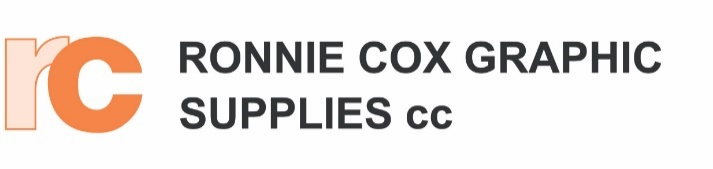 rc RONNIE COX GRAPHIC
SUPPLIES cc